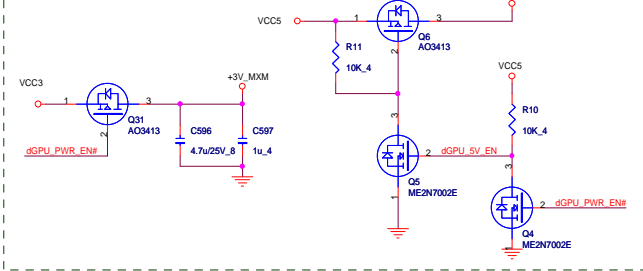 VCC5
1
3
Q6
AO3413
2
R11
10K_4
VCC5
VCC3
+3V_MXM
1
3
Q31
AO3413
2
dGPU_PWR_EN#
C596
4.7u/25V_8
C597
1u_4
R10
10K_4
3
2
dGPU_5V_EN
Q5
ME2N7002E
1
3
2
dGPU_PWR_EN#
Q4
ME2N7002E
1